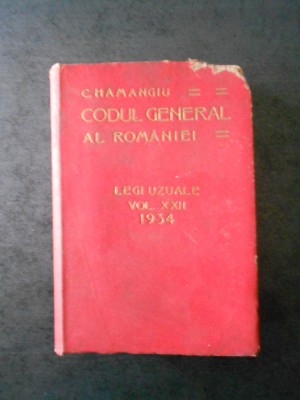 C. HAMANGIU
CODUL GENERAL
AL ROMÂNIEI
LEGI UZUALE
VOL. XXII
1934